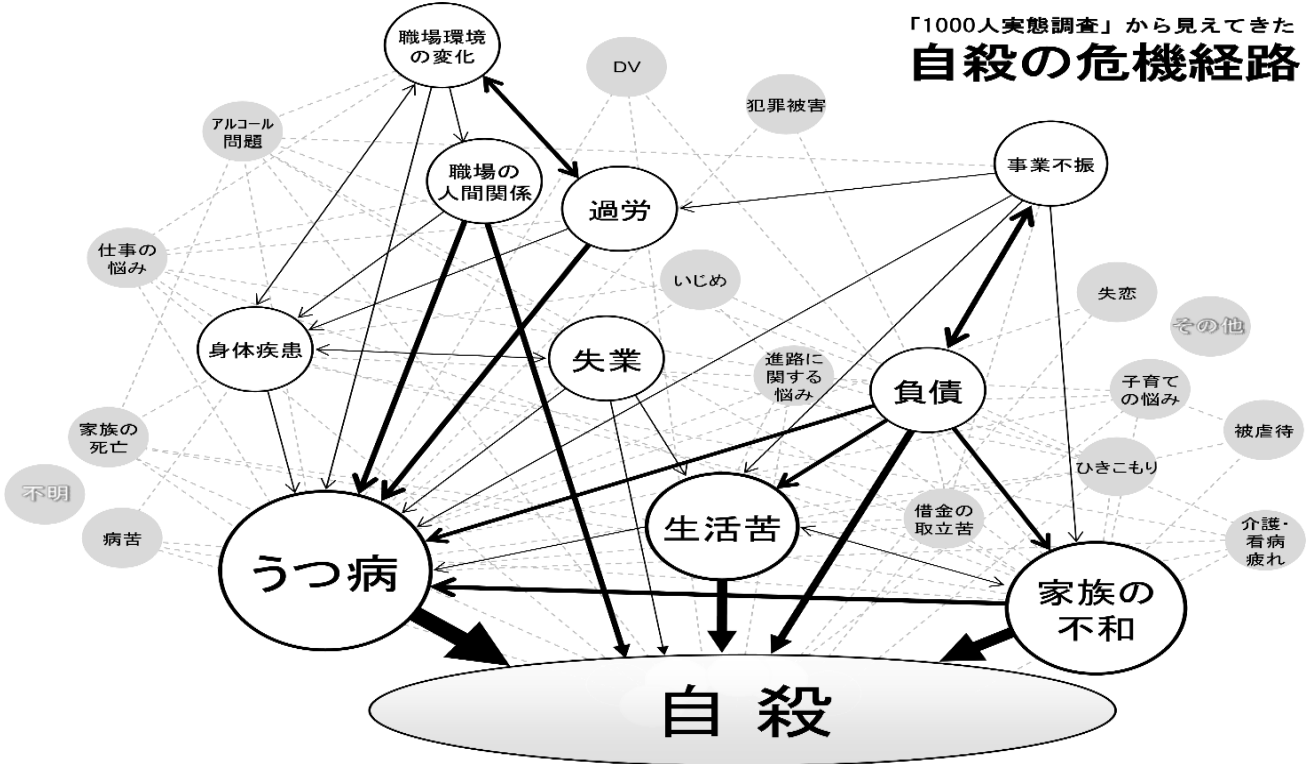 「1000人実態調査」から見えてきた
自殺の危機経路
職場環境
の変化
DV
犯罪被害
アルコール
問題
職場の
人間関係
過労
事業不振
仕事の
悩み
いじめ
失恋
その他
身体疾患
失業
進路に
関する
悩み
負債
子育て
の悩み
家族の
死亡
被虐待
ひきこもり
不明
病苦
うつ病
生活苦
借金の
取立苦
介護・
看病
疲れ
家族の
不和
自殺